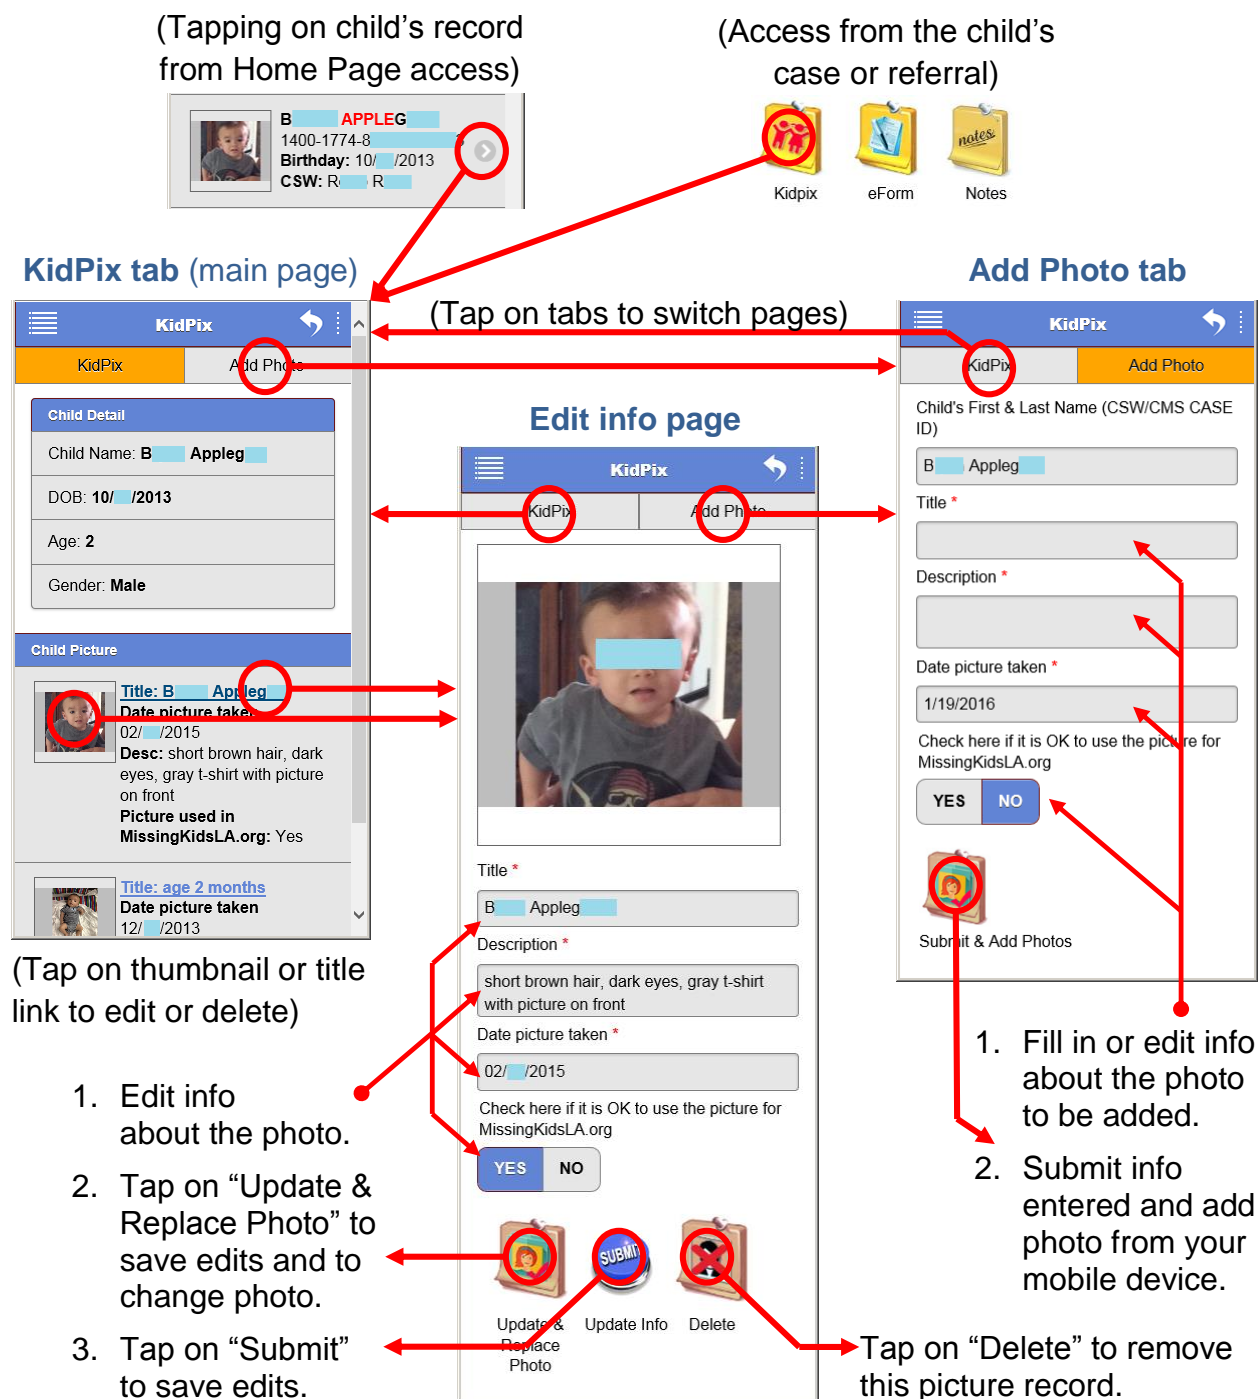 (Tapping on child’s record
from Home Page access)
(Access from the child’s
case or referral)
B APPLEG
1400-1774-8
Birthday: 10/ /2013
CSW: R R
Kidpix
eForm
notes
Notes
KidPix tab (main page)
Add Photo tab
(Tap on tabs to switch pages)
KidPix
KidPix
Add Photo
Child Detail
Child Name: B Appleg
DOB: 10/ /2013
Age: 2
Gender: Male
Child Picture
Title: B Appleg
Date picture taken
02/ /2015
Desc: short brown hair, dark
eyes, gray t-shirt with picture
on front
Picture used in
MissingKidsLA.org: Yes
Title: age 2 months
Date picture taken
12/ /2013
(Tap on thumbnail or title
link to edit or delete)
1. Edit info
about the photo.
2. Tap on “Update &
Replace Photo” to
save edits and to
change photo.
3. Tap on “Submit”
to save edits.
Edit info page
KidPix
KidPix
Add Photo
Title *
B Appleg
Description *
short brown hair, dark eyes, gray t-shirt
with picture on front
Date picture taken *
02/ /2015
Check here if it is OK to use the picture for
MissingKidsLA.org
YES NO
SUBMIT
Update &
Replace
Photo
Update Info
Delete
KidPix
KidPix
Add Photo
Child's First & Last Name (CSW/CMS CASE
ID)
B Appleg
Title *
Description *
Date picture taken *
1/19/2016
Check here if it is OK to use the picture for
MissingKidsLA.org
YES NO
Submit & Add Photos
1. Fill in or edit info
about the photo
to be added.
2. Submit info
entered and add
photo from your
mobile device.
Tap on “Delete” to remove
this picture record.